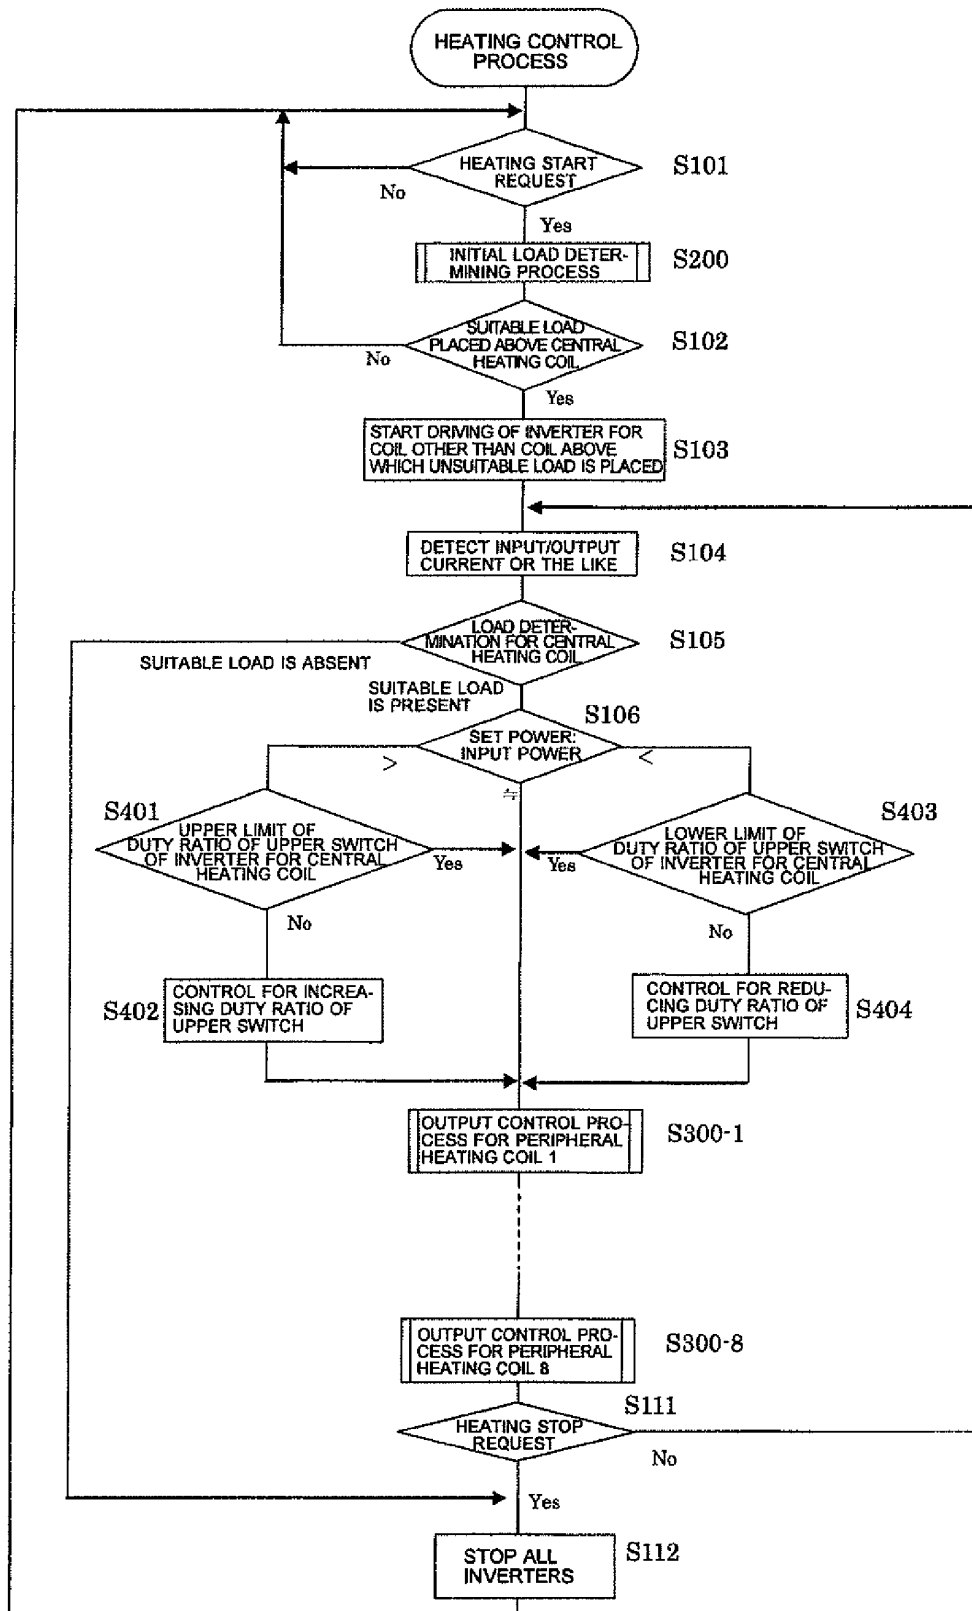 HEATING CONTROL
PROCESS
HEATING START
REQUEST
S101
No
Yes
INITIAL LOAD DETER-
MINING PROCESS
S200
SUITABLE LOAD
PLACED ABOVE CENTRAL
HEATING COIL
S102
No
Yes
START DRIVING OF INVERTER FOR
COIL OTHER THAN COIL ABOVE
WHICH UNSUITABLE LOAD IS PLACED
S103
DETECT INPUT/OUTPUT
CURRENT OR THE LIKE
S104
LOAD DETER-
MINATION FOR CENTRAL
HEATING COIL
S105
SUITABLE LOAD IS ABSENT
SUITABLE LOAD
IS PRESENT
S106
SET POWER:
INPUT POWER
>
<
≒
S401
UPPER LIMIT OF
DUTY RATIO OF UPPER SWITCH
OF INVERTER FOR CENTRAL
HEATING COIL
Yes
No
S403
LOWER LIMIT OF
DUTY RATIO OF UPPER SWITCH
OF INVERTER FOR CENTRAL
HEATING COIL
Yes
No
S402
CONTROL FOR INCREA-
SING DUTY RATIO OF
UPPER SWITCH
CONTROL FOR REDU-
CING DUTY RATIO OF
UPPER SWITCH
S404
OUTPUT CONTROL PRO-
CESS FOR PERIPHERAL
HEATING COIL 1
S300-1
OUTPUT CONTROL PRO-
CESS FOR PERIPHERAL
HEATING COIL 8
S300-8
S111
HEATING STOP
REQUEST
No
Yes
STOP ALL
INVERTERS
S112